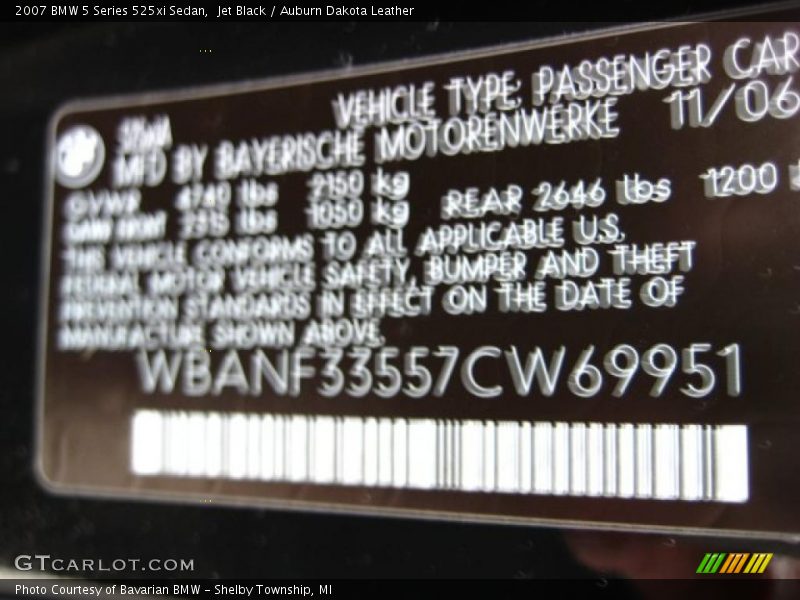 2007 BMW 5 Series 525xi Sedan, Jet Black / Auburn Dakota Leather
VEHICLE TYPE: PASSENGER CAR
MFD BY BAYERISCHE MOTORENWERKE 11/06
GVWR 4740 lbs 2150 kg
lbs 1050 kg REAR 2646 lbs 1200
THIS VEHICLE CONFORMS TO ALL APPLICABLE U.S.
FEDERAL MOTOR VEHICLE SAFETY, BUMPER AND THEFT
PREVENTION STANDARDS IN EFFECT ON THE DATE OF
MANUFACTURE SHOWN ABOVE.
WBANF33557CW69951
GTCARLOT.COM
Photo Courtesy of Bavarian BMW - Shelby Township, MI